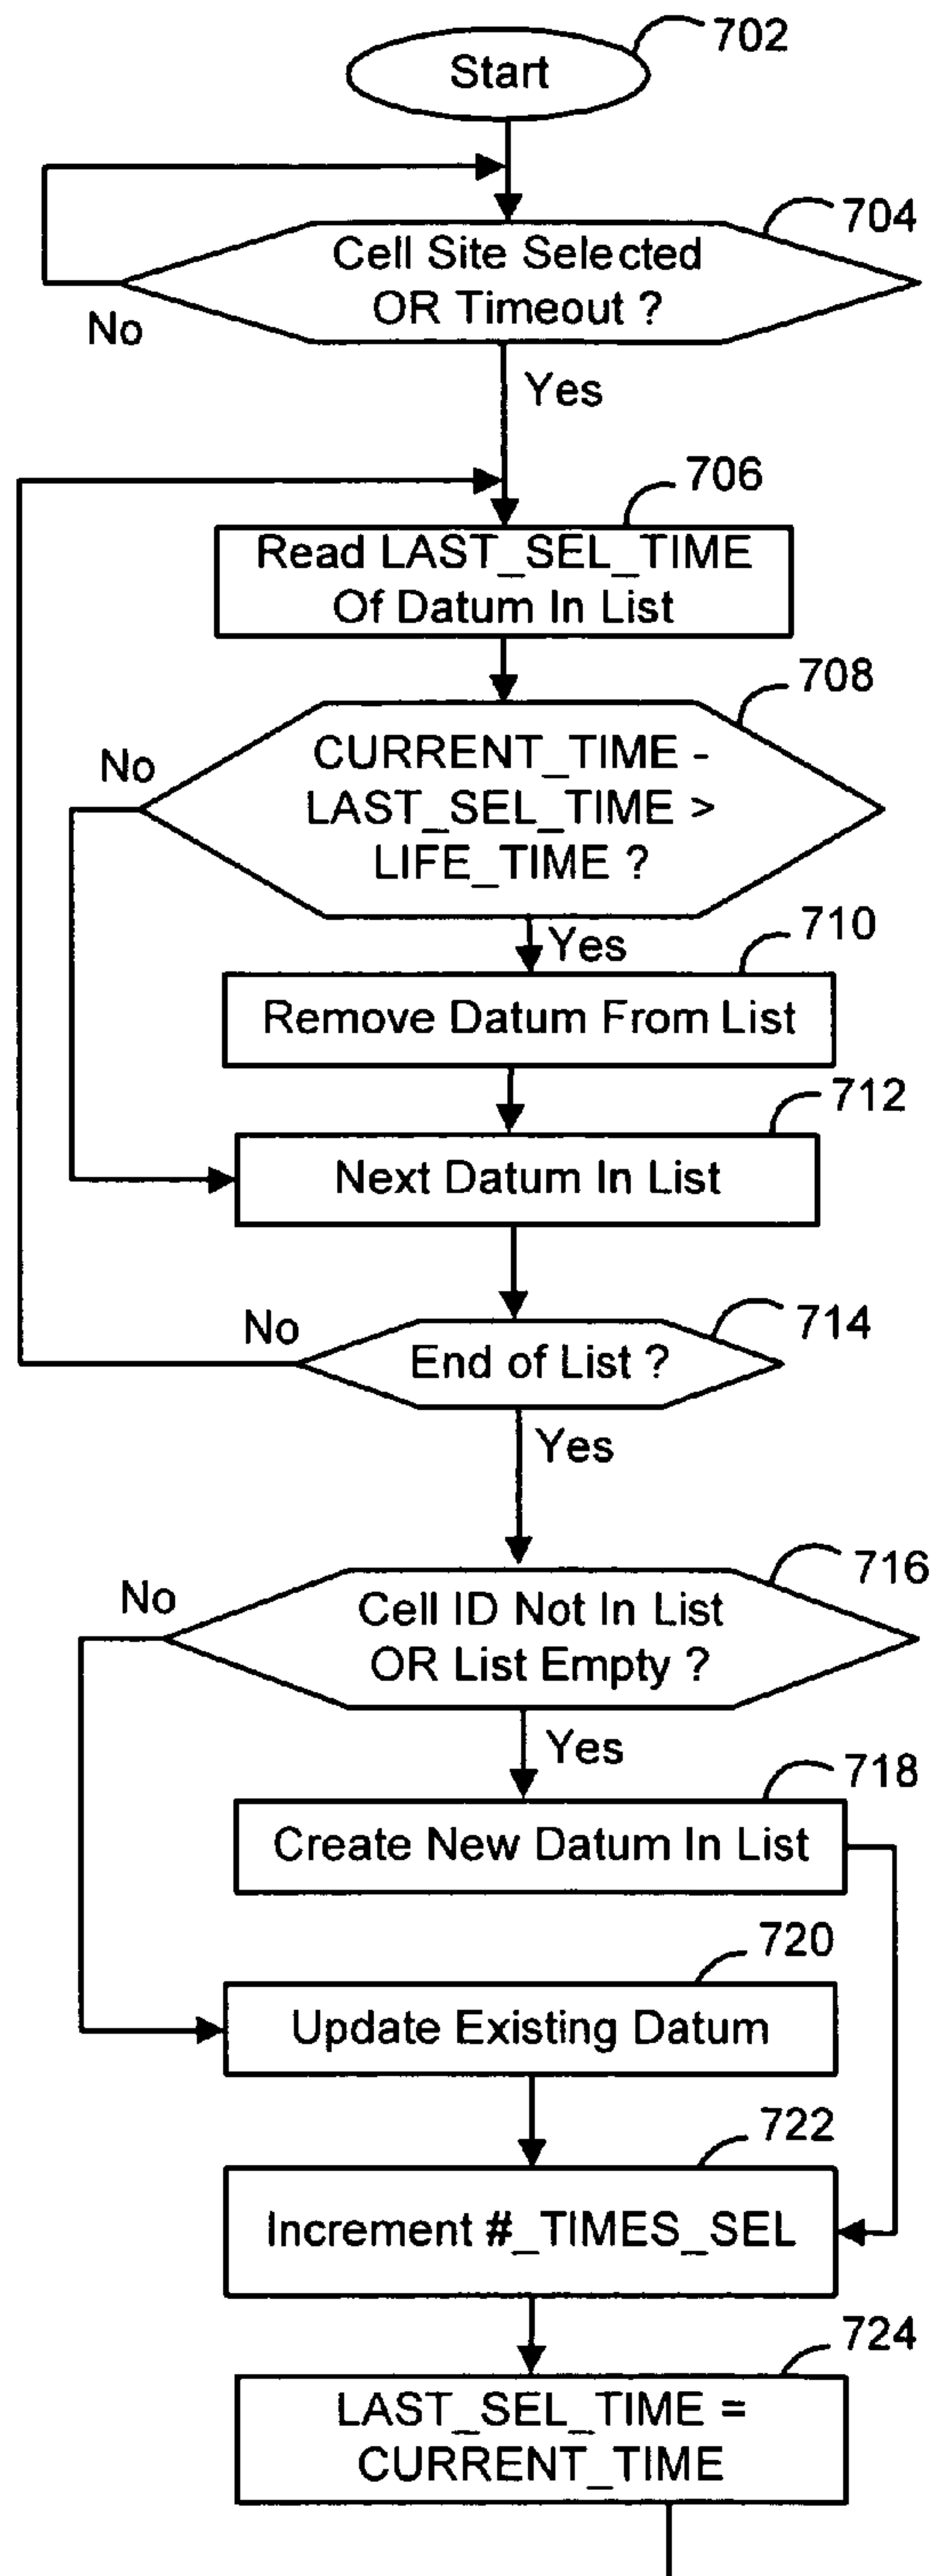 702
Start
704
Cell Site Selected
OR Timeout ?
No
Yes
706
Read LAST_SEL_TIME
Of Datum In List
708
No
CURRENT_TIME -
LAST_SEL_TIME >
LIFE_TIME ?
710
Yes
Remove Datum From List
712
Next Datum In List
714
No
End of List ?
Yes
716
No
Cell ID Not In List
OR List Empty ?
Yes
718
Create New Datum In List
720
Update Existing Datum
722
Increment #_TIMES_SEL
724
LAST_SEL_TIME =
CURRENT_TIME